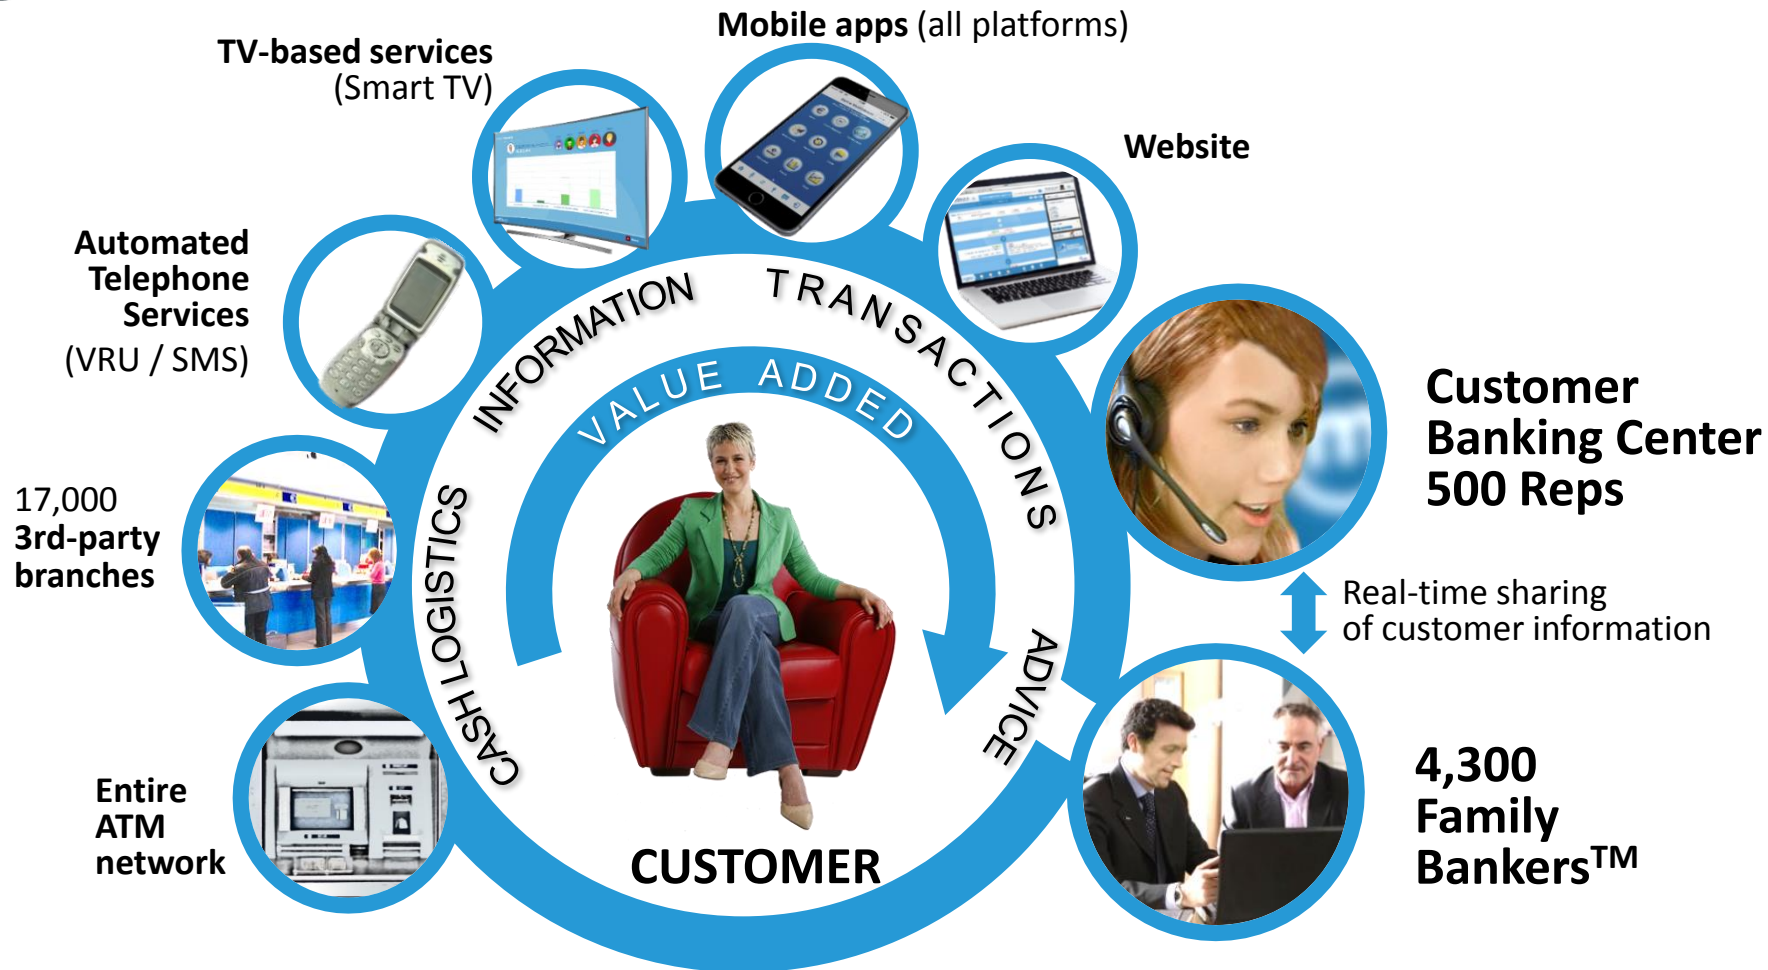 Mobile apps (all platforms)
TV-based services
(Smart TV)
Website
Automated
Telephone
Services
(VRU / SMS)
INFORMATION
TRANSACTIONS
VALUE ADDED
Customer
Banking Center
500 Reps
17,000
3rd-party
branches
CASH LOGISTICS
Real-time sharing
of customer information
ADVICE
Entire
ATM
network
CUSTOMER
4,300
Family
Bankers™